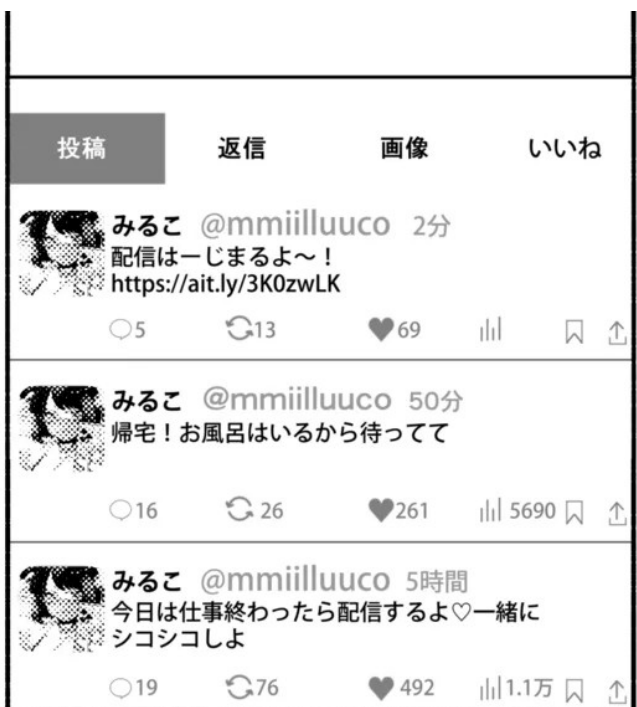 投稿 返信 画像 いいね
みるこ @mmiilluuco 2分
配信はーじまるよ〜！
https://ait.ly/3K0zwLK
5 13 69
みるこ @mmiilluuco 50分
帰宅！お風呂はいるから待ってて
16 26 261 5690
みるこ @mmiilluuco 5時間
今日は仕事終わったら配信するよ♡一緒に
シコシコしよ
19 76 492 1.1万